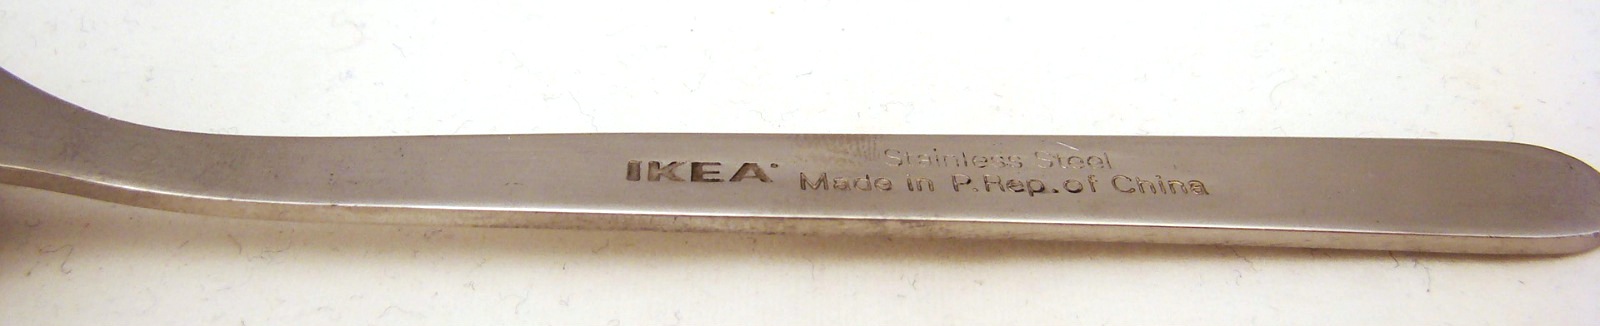 IKEA
Stainless Steel
Made in P.Rep.of China